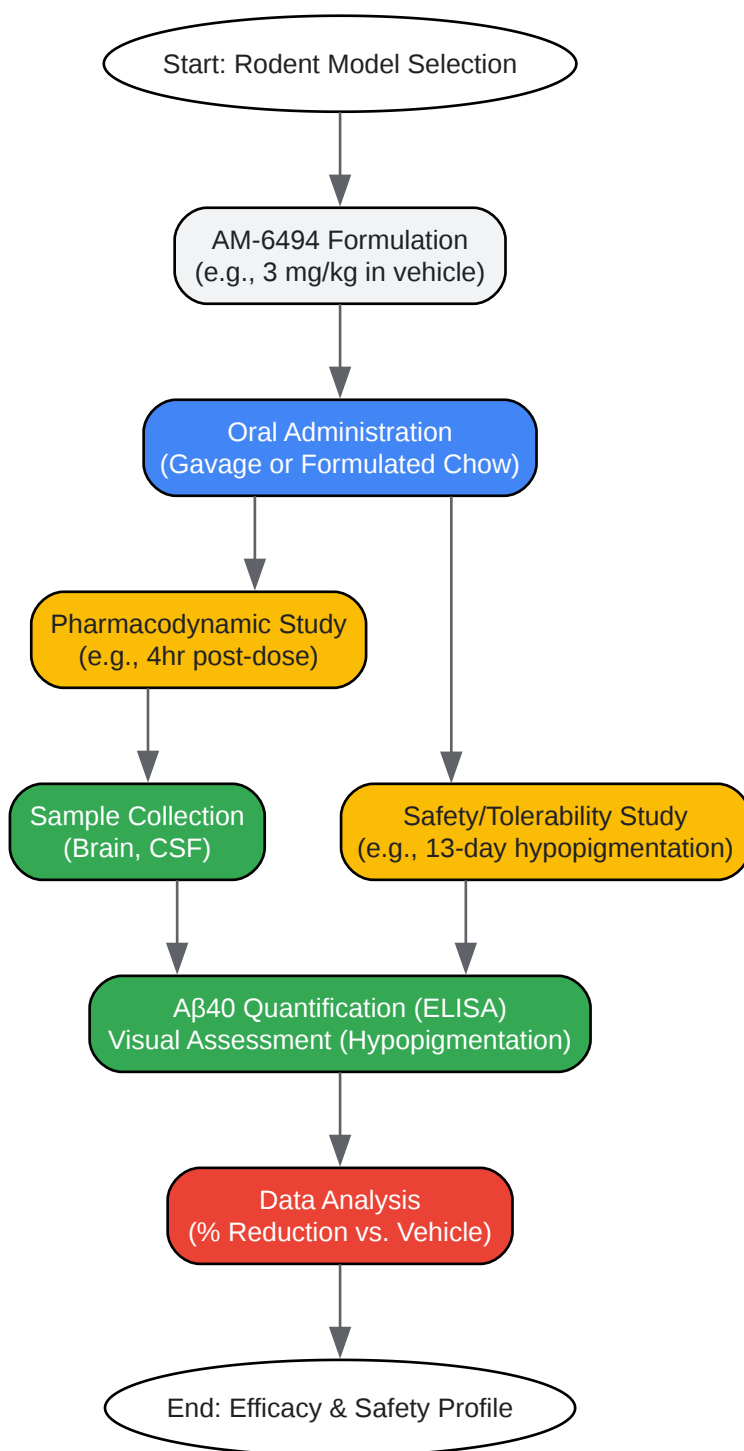 Start: Rodent Model Selection
AM-6494 Formulation
(e.g., 3 mg/kg in vehicle)
Oral Administration
(Gavage or Formulated Chow)
Pharmacodynamic Study
(e.g., 4hr post-dose)
Sample Collection
(Brain, CSF)
Safety/Tolerability Study
(e.g., 13-day hypopigmentation)
Aβ40 Quantification (ELISA)
Visual Assessment (Hypopigmentation)
Data Analysis
(% Reduction vs. Vehicle)
End: Efficacy & Safety Profile